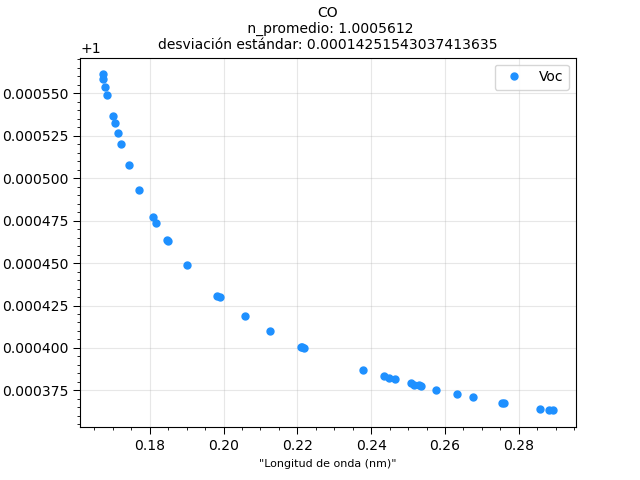 CO
n_promedio: 1.0005612
desviación estándar: 0.00014251543037413635
+1
Voc
0.000550
0.000525
0.000500
0.000475
0.000450
0.000425
0.000400
0.000375
0.18 0.20 0.22 0.24 0.26 0.28
"Longitud de onda (nm)"